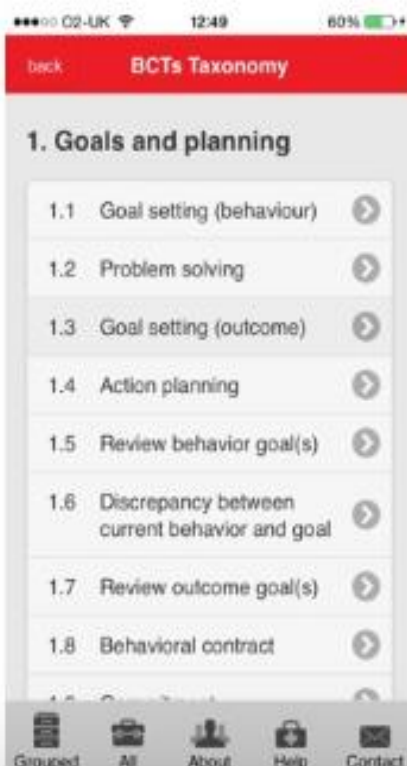 O2-UK 12:49 60%
back BCTs Taxonomy
1. Goals and planning
1.1 Goal setting (behaviour)
1.2 Problem solving
1.3 Goal setting (outcome)
1.4 Action planning
1.5 Review behavior goal(s)
1.6 Discrepancy between
current behavior and goal
1.7 Review outcome goal(s)
1.8 Behavioral contract
Grouped All About Help Contact